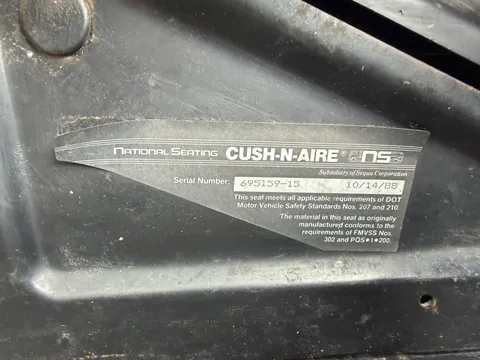 NATIONAL SEATING CUSH-N-AIRE® NS
Subsidiary of Sequa Corporation
Serial Number: 695159-15 10/14/88
This seat meets all applicable requirements of DOT
Motor Vehicle Safety Standards Nos. 207 and 210.
The material in this seat as originally
manufactured conforms to the
requirements of FMVSS Nos.
302 and PQS*1*200.